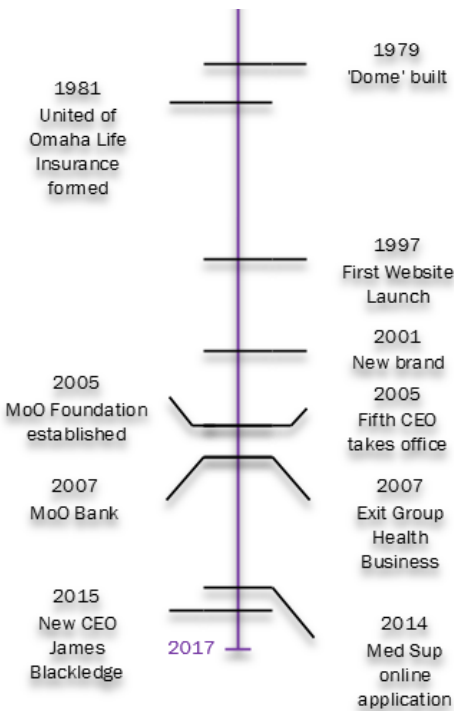 1979
'Dome' built
1981
United of
Omaha Life
Insurance
formed
1997
First Website
Launch
2001
New brand
2005
MoO Foundation
established
2005
Fifth CEO
takes office
2007
MoO Bank
2007
Exit Group
Health
Business
2015
New CEO
James
Blackledge
2017
2014
Med Sup
online
application